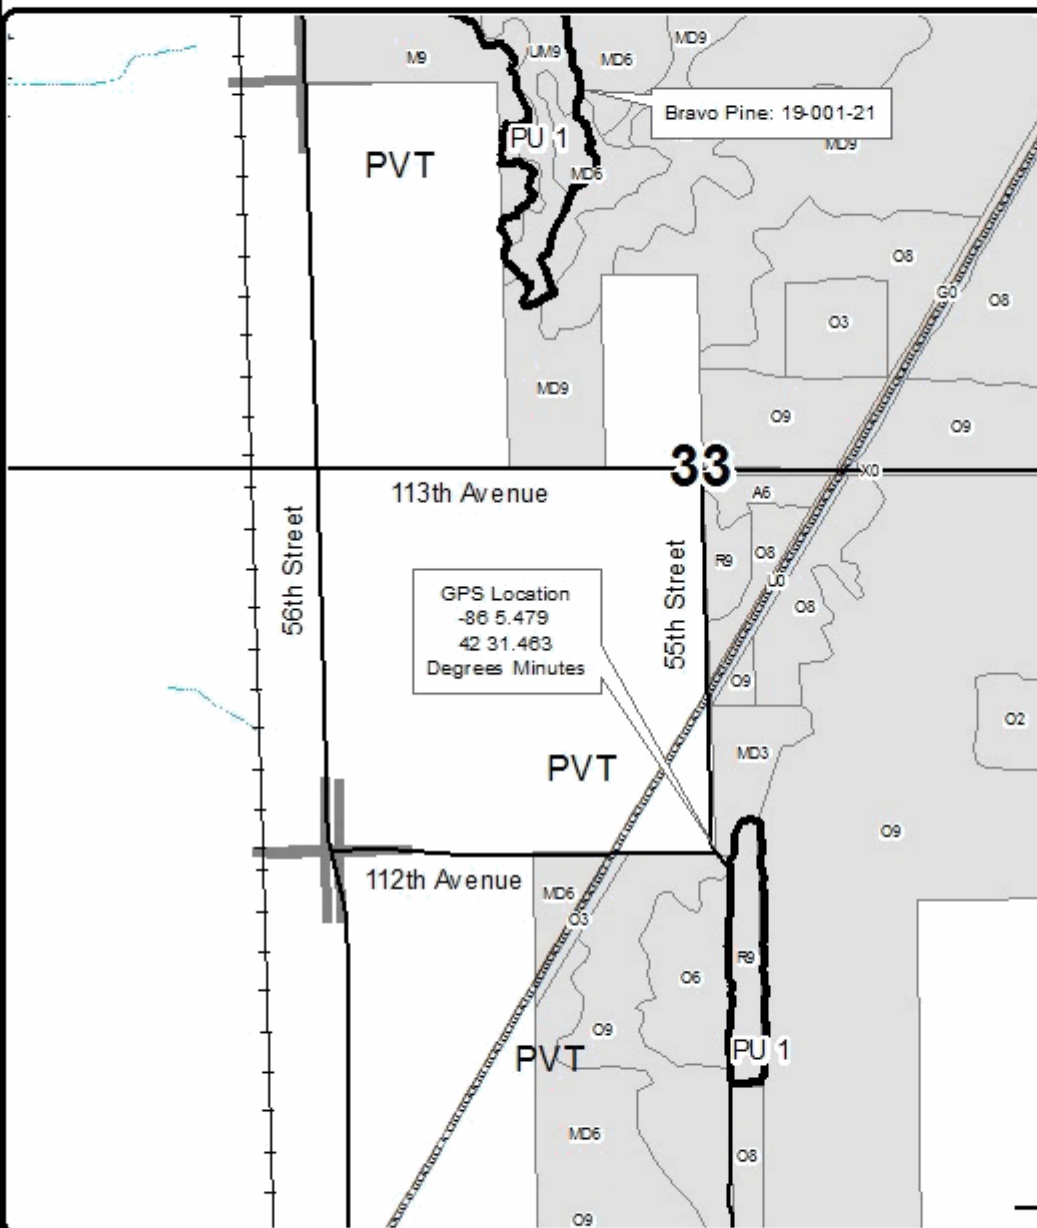 M9
UM9
MD6
MD9
Bravo Pine: 19-001-21
PU 1
MD9
PVT
MD6
O8
G0
O8
O3
MD9
O9
O9
33
X0
113th Avenue
A6
56th Street
55th Street
R9
O8
U0
O8
GPS Location
-86 5.479
42 31.463
Degrees Minutes
O9
O2
MD3
PVT
O9
112th Avenue
MD6
O3
R9
O6
O9
PU 1
PVT
MD6
O8
O9